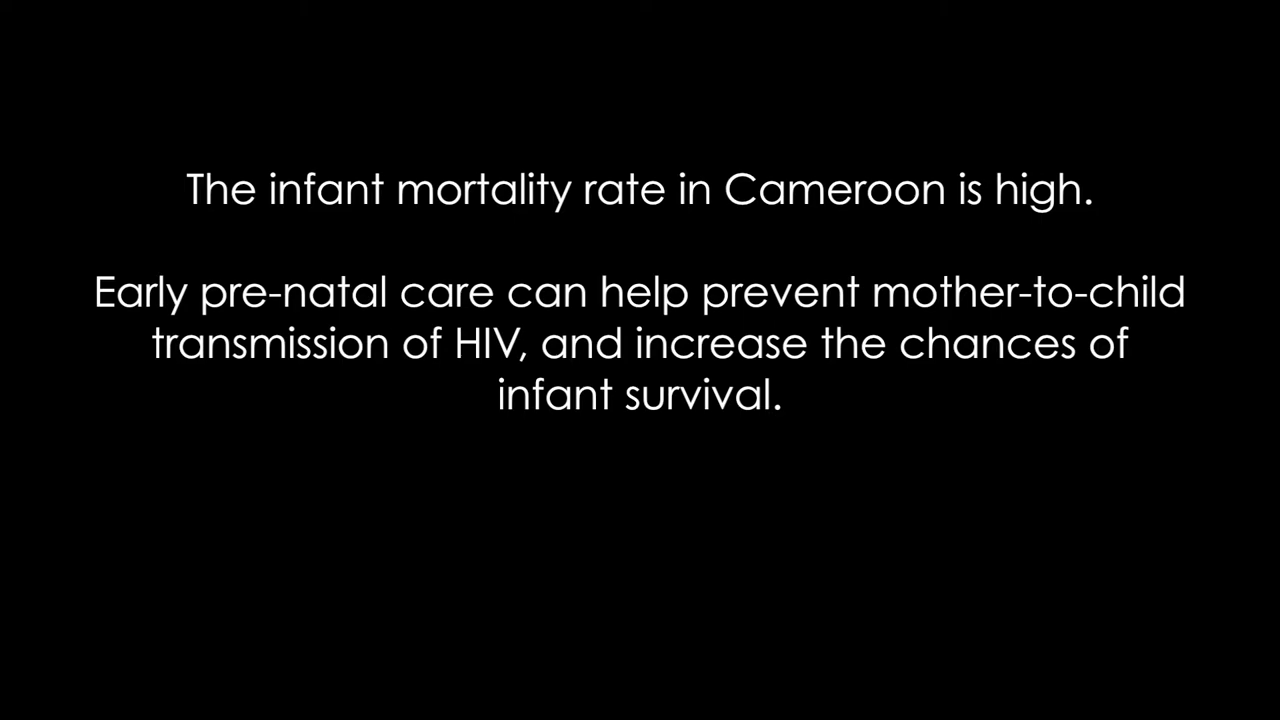 The infant mortality rate in Cameroon is high.
Early pre-natal care can help prevent mother-to-child
transmission of HIV, and increase the chances of
infant survival.